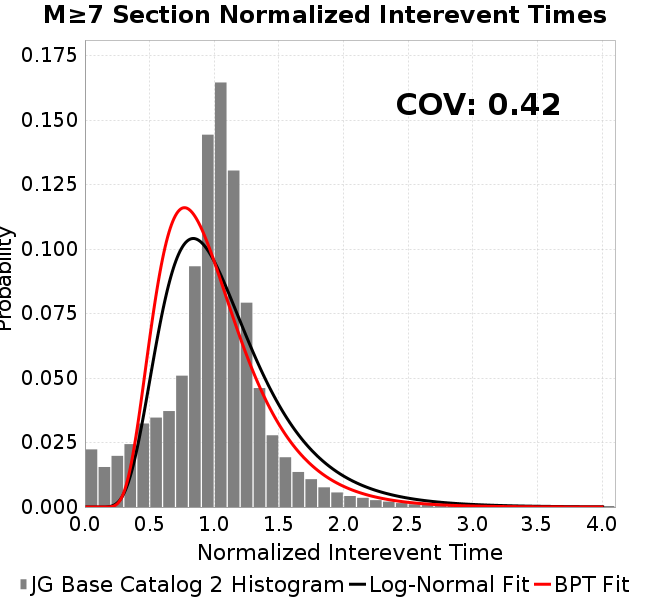 M≥7 Section Normalized Interevent Times
COV: 0.42
0.175
0.150
0.125
0.100
0.075
0.050
0.025
0.000
Probability
0.0 0.5 1.0 1.5 2.0 2.5 3.0 3.5 4.0
Normalized Interevent Time
JG Base Catalog 2 Histogram Log-Normal Fit BPT Fit